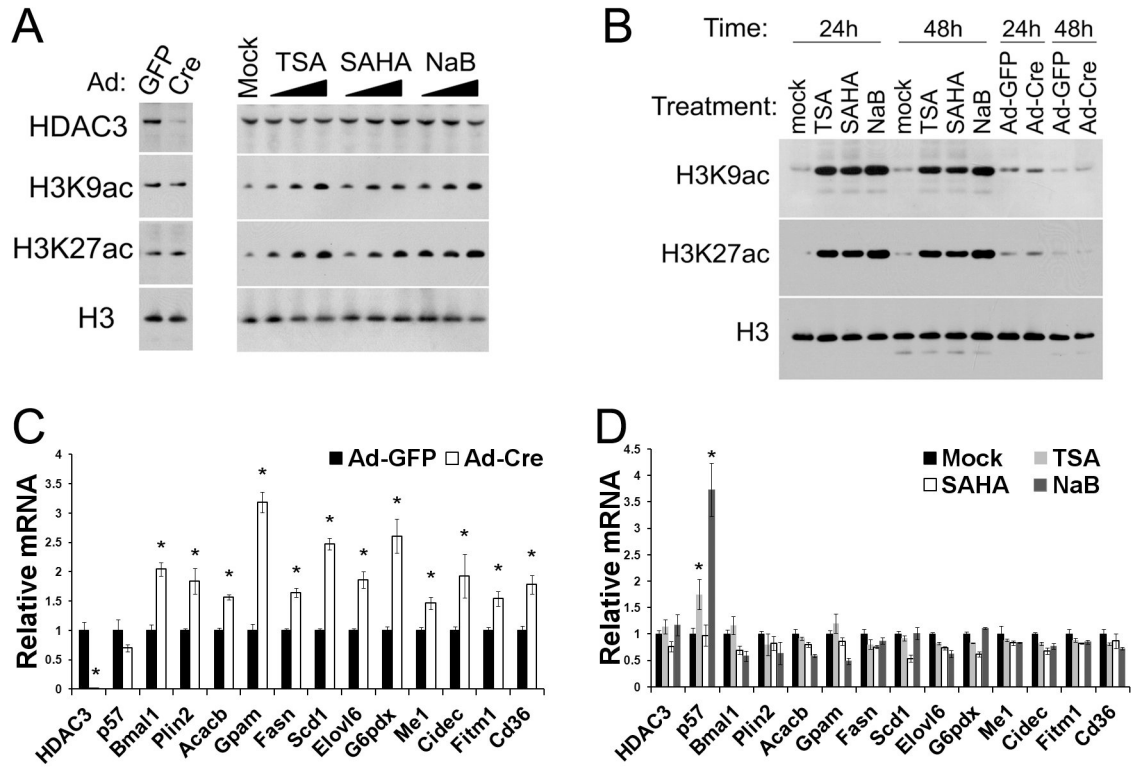 A
Ad: GFP Cre Mock TSA SAHA NaB
HDAC3
H3K9ac
H3K27ac
H3
B
Time: 24h 48h 24h 48h
Treatment: mock TSA SAHA NaB mock TSA SAHA NaB Ad-GFP Ad-Cre Ad-GFP Ad-Cre
H3K9ac
H3K27ac
H3
C
Relative mRNA
Ad-GFP Ad-Cre
4
3.5
3
2.5
2
1.5
1
0.5
0
* * * * * * * * * * * * *
HDAC3 p57 Bmal1 Plin2 Acacb Gpam Fasn Scd1 Elovl6 G6pdx Me1 Cidec Fitm1 Cd36
D
Relative mRNA
Mock TSA
SAHA NaB
4.5
4
3.5
3
2.5
2
1.5
1
0.5
0
* *
HDAC3 p57 Bmal1 Plin2 Acacb Gpam Fasn Scd1 Elovl6 G6pdx Me1 Cidec Fitm1 Cd36